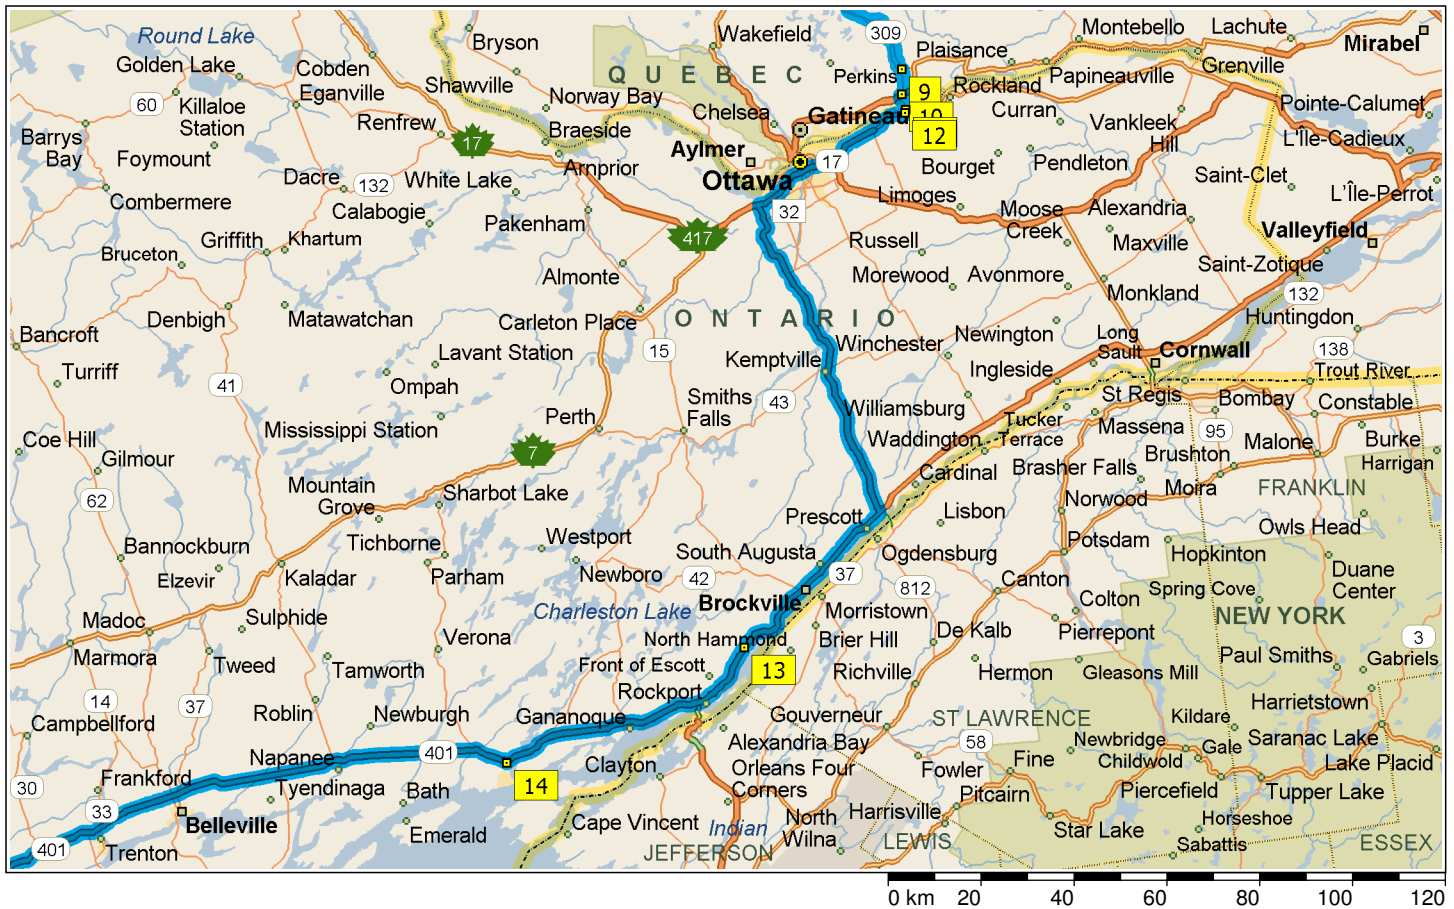 Round Lake
Golden Lake
Cobden
Eganville
60
Killaloe
Station
Barrys
Bay
Foymount
Combermere
Dacre
132
Renfrew
17
White Lake
Calabogie
Griffith
Khartum
Bruceton
Denbigh
Matawatchan
Bryson
Shawville
Norway Bay
Braeside
Arnprior
Pakenham
417
Almonte
Carleton Place
QUEBEC
Wakefield
Chelsea
Perkins
309
Plaisance
9
10
12
Gatineau
Aylmer
Ottawa
17
32
Rockland
Curran
Montebello
Papineauville
Lachute
Grenville
Mirabel
Pointe-Calumet
L'Île-Cadieux
Vankleek
Hill
Bourget
Pendleton
Limoges
Saint-Clet
L'Île-Perrot
Moose
Creek
Alexandria
Maxville
Valleyfield
Saint-Zotique
Russell
Morewood
Avonmore
Monkland
132
Huntingdon
ONTARIO
Bancroft
Turriff
41
Lavant Station
Ompah
15
Kemptville
Winchester
Newington
Long
Sault
Cornwall
138
Trout River
Ingleside
Smiths
Falls
43
Perth
Mississippi Station
7
Williamsburg
Waddington
Tucker
Terrace
St Regis
Massena
Bombay
Constable
95
Malone
Burke
Harrigan
Brushton
Moira
FRANKLIN
Coe Hill
Gilmour
62
Mountain
Grove
Sharbot Lake
Cardinal
Brasher Falls
Norwood
Lisbon
Prescott
Owls Head
Bannockburn
Elzevir
Kaladar
Tichborne
Parham
Westport
Newboro
South Augusta
42
Ogdensburg
37
812
Potsdam
Hopkinton
Duane
Center
Canton
Colton
Spring Cove
NEW YORK
Charleston Lake
Brockville
Morristown
Madoc
Marmora
Sulphide
Tweed
Tamworth
Verona
North Hammond
Brier Hill
De Kalb
Pierrepont
3
Paul Smiths
Gabriels
13
Front of Escott
Richville
Hermon
Gleasons Mill
Rockport
14
37
Roblin
Newburgh
Gananoque
Campbellford
Gouverneur
ST LAWRENCE
Harrietstown
Kildare
Napanee
401
Alexandria Bay
58
Newbridge
Childwold
Gale
Saranac Lake
Lake Placid
Clayton
Orleans Four
Corners
Fowler
Fine
Pitcairn
Piercefield
Tupper Lake
30
Frankford
33
Tyendinaga
Bath
14
Belleville
Emerald
Cape Vincent
Indian
North
Wilna
Harrisville
Star Lake
Horseshoe
401
Trenton
JEFFERSON
LEWIS
Sabattis
ESSEX
0 km 20 40 60 80 100 120